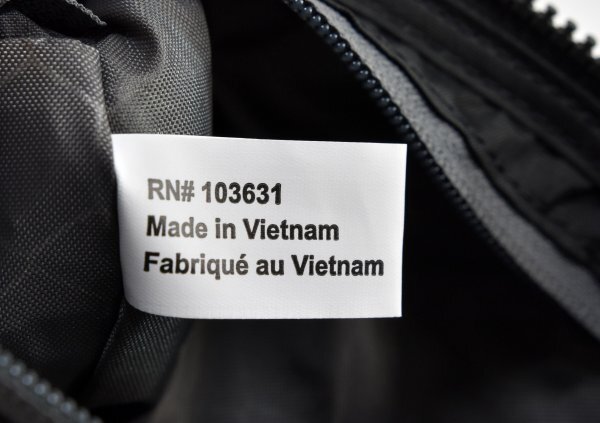 RN# 103631
Made in Vietnam
Fabriqué au Vietnam